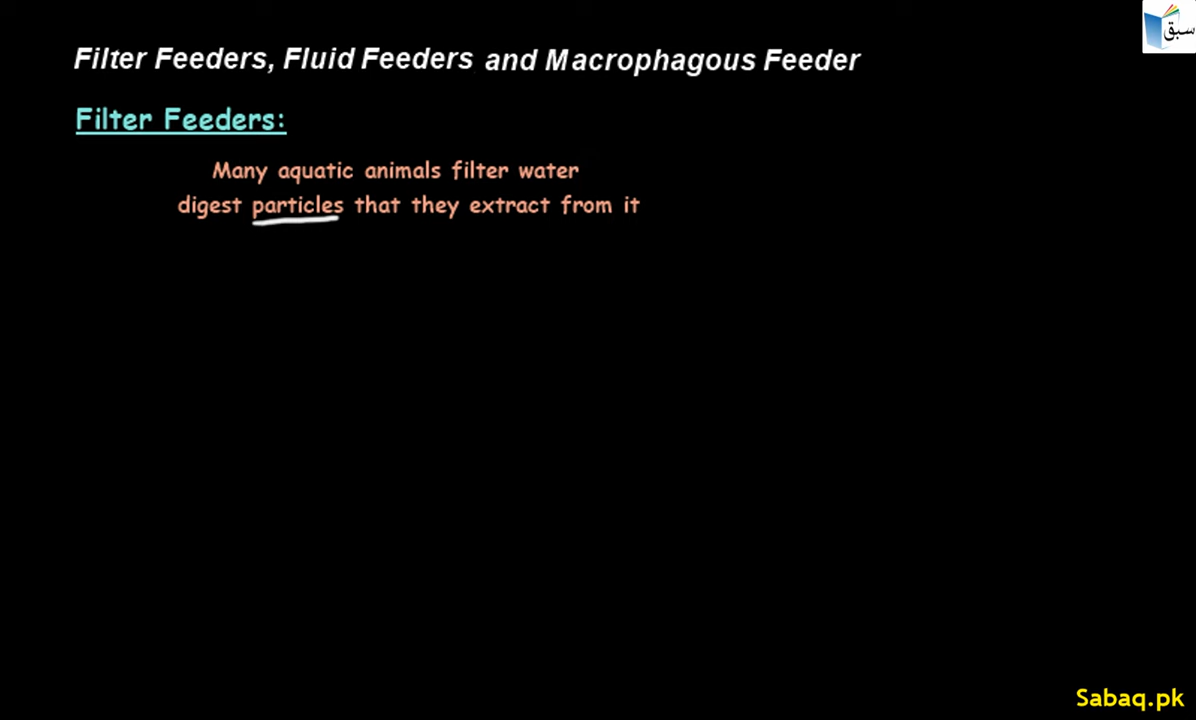 سبق
Filter Feeders, Fluid Feeders and Macrophagous Feeder
Filter Feeders:
Many aquatic animals filter water
digest particles that they extract from it
Sabaq.pk